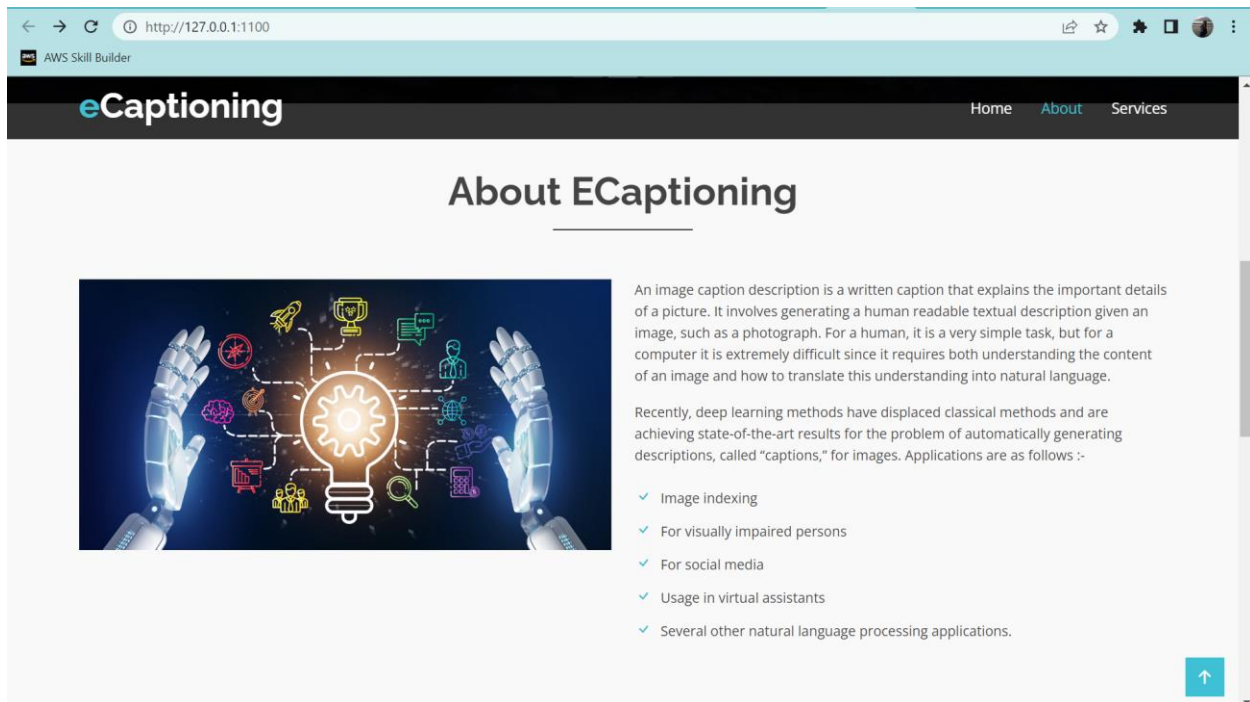 http://127.0.0.1:1100
aws AWS Skill Builder
eCaptioning
Home About Services
About ECaptioning
An image caption description is a written caption that explains the important details
of a picture. It involves generating a human readable textual description given an
image, such as a photograph. For a human, it is a very simple task, but for a
computer it is extremely difficult since it requires both understanding the content
of an image and how to translate this understanding into natural language.
Recently, deep learning methods have displaced classical methods and are
achieving state-of-the-art results for the problem of automatically generating
descriptions, called “captions,” for images. Applications are as follows :-
Image indexing
For visually impaired persons
For social media
Usage in virtual assistants
Several other natural language processing applications.